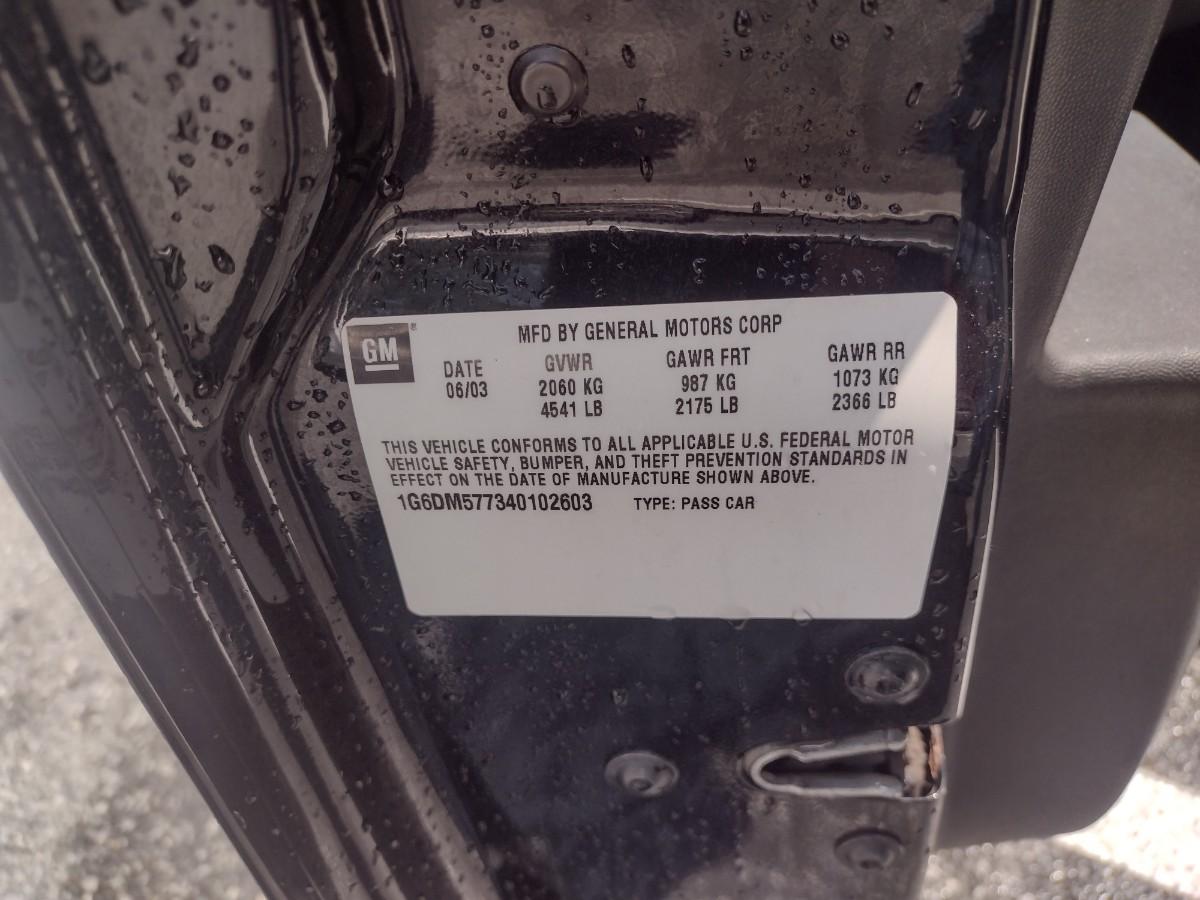 GM®
MFD BY GENERAL MOTORS CORP
DATE GVWR GAWR FRT GAWR RR
06/03 2060 KG 987 KG 1073 KG
4541 LB 2175 LB 2366 LB
THIS VEHICLE CONFORMS TO ALL APPLICABLE U.S. FEDERAL MOTOR
VEHICLE SAFETY, BUMPER, AND THEFT PREVENTION STANDARDS IN
EFFECT ON THE DATE OF MANUFACTURE SHOWN ABOVE.
1G6DM577340102603 TYPE: PASS CAR